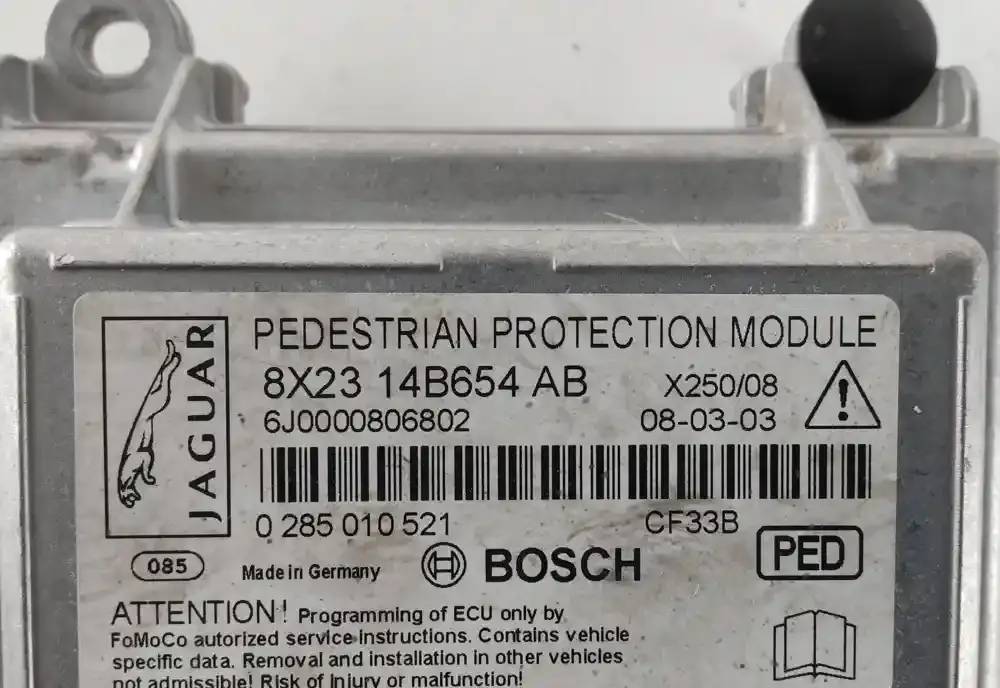 JAGUAR
PEDESTRIAN PROTECTION MODULE
8X23 14B654 AB
X250/08
6J0000806802
08-03-03
0 285 010 521
CF33B
PED
085
Made in Germany
BOSCH
ATTENTION! Programming of ECU only by
FoMoCo autorized service instructions. Contains vehicle
specific data. Removal and installation in other vehicles
not admissible! Risk of injury or malfunction!